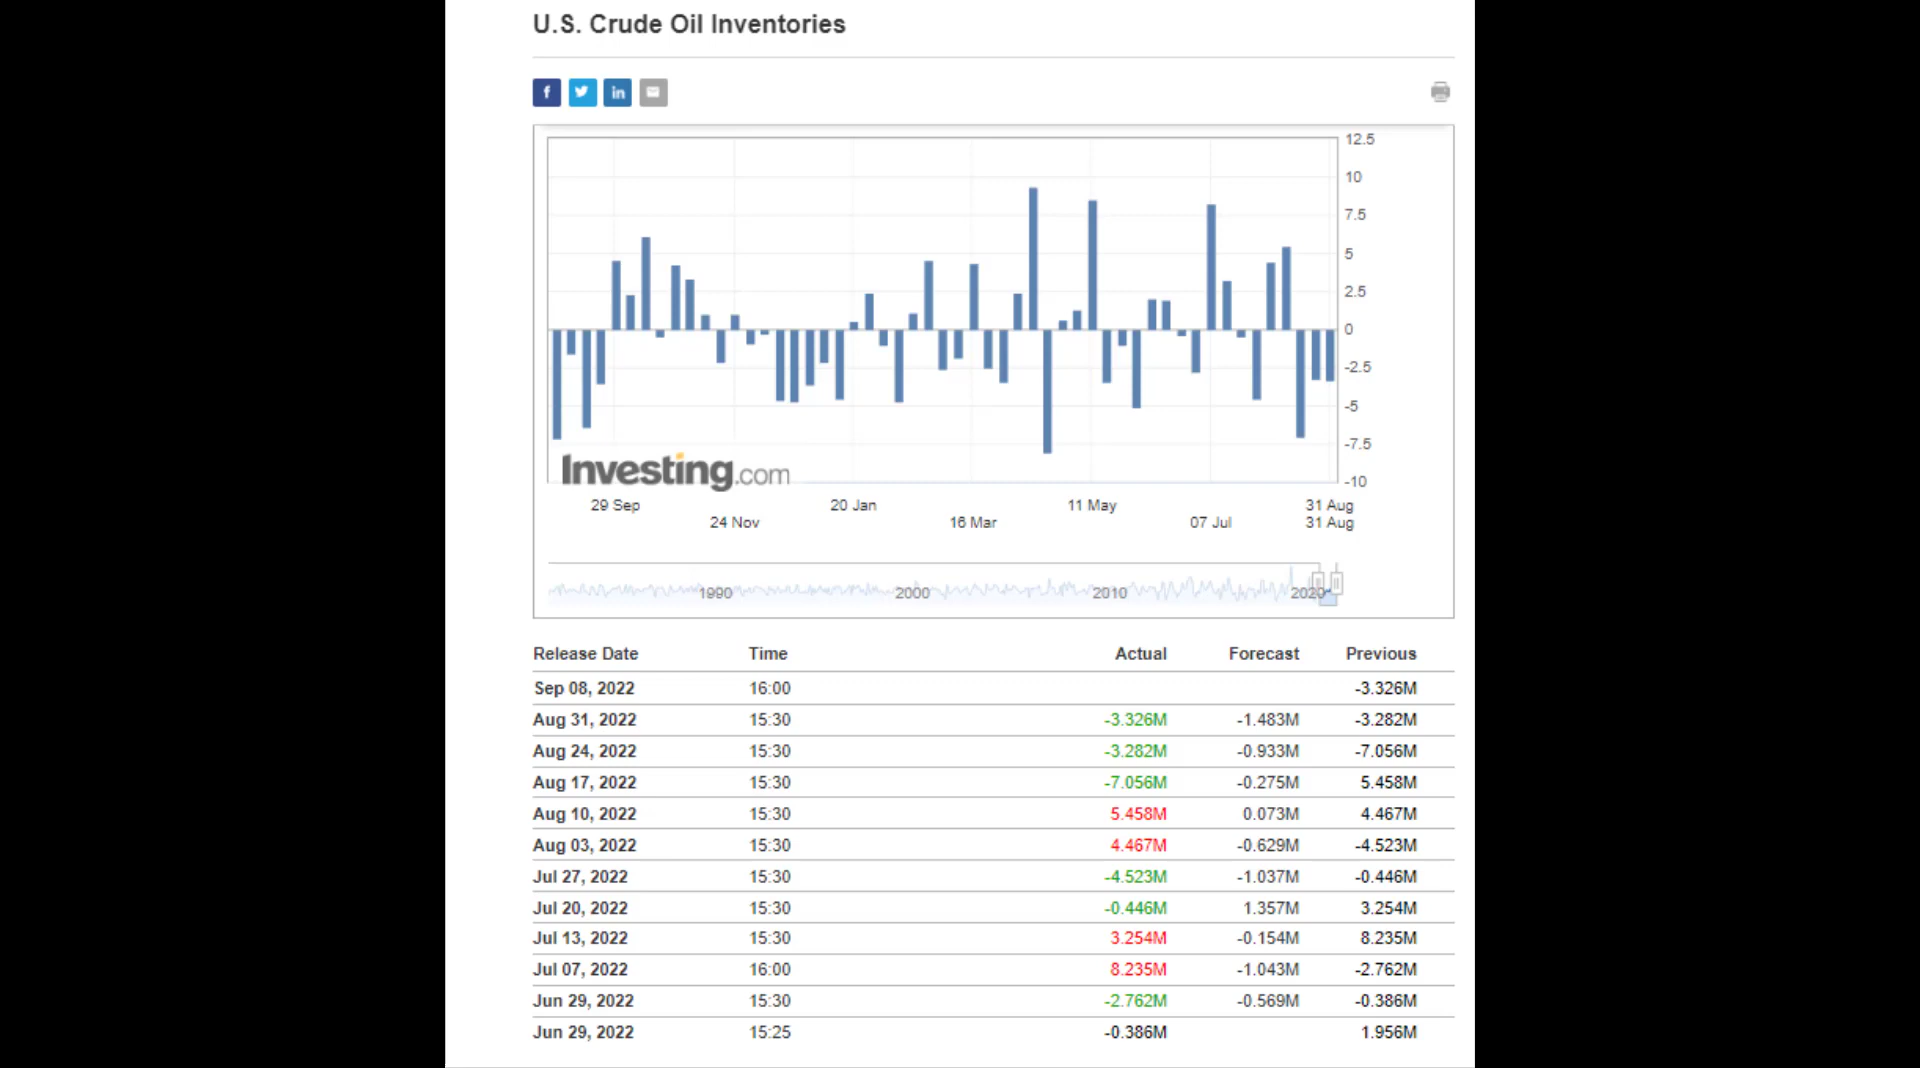 U.S. Crude Oil Inventories
f
in
12.5
10
7.5
5
2.5
0
-2.5
-5
-7.5
-10
Investing.com
29 Sep
24 Nov
20 Jan
16 Mar
11 May
07 Jul
31 Aug
31 Aug
1990
2000
2010
2020
Release Date Time Actual Forecast Previous
Sep 08, 2022 16:00 -3.326M
Aug 31, 2022 15:30 -3.326M -1.483M -3.282M
Aug 24, 2022 15:30 -3.282M -0.933M -7.056M
Aug 17, 2022 15:30 -7.056M -0.275M 5.458M
Aug 10, 2022 15:30 5.458M 0.073M 4.467M
Aug 03, 2022 15:30 4.467M -0.629M -4.523M
Jul 27, 2022 15:30 -4.523M -1.037M -0.446M
Jul 20, 2022 15:30 -0.446M 1.357M 3.254M
Jul 13, 2022 15:30 3.254M -0.154M 8.235M
Jul 07, 2022 16:00 8.235M -1.043M -2.762M
Jun 29, 2022 15:30 -2.762M -0.569M -0.386M
Jun 29, 2022 15:25 -0.386M 1.956M